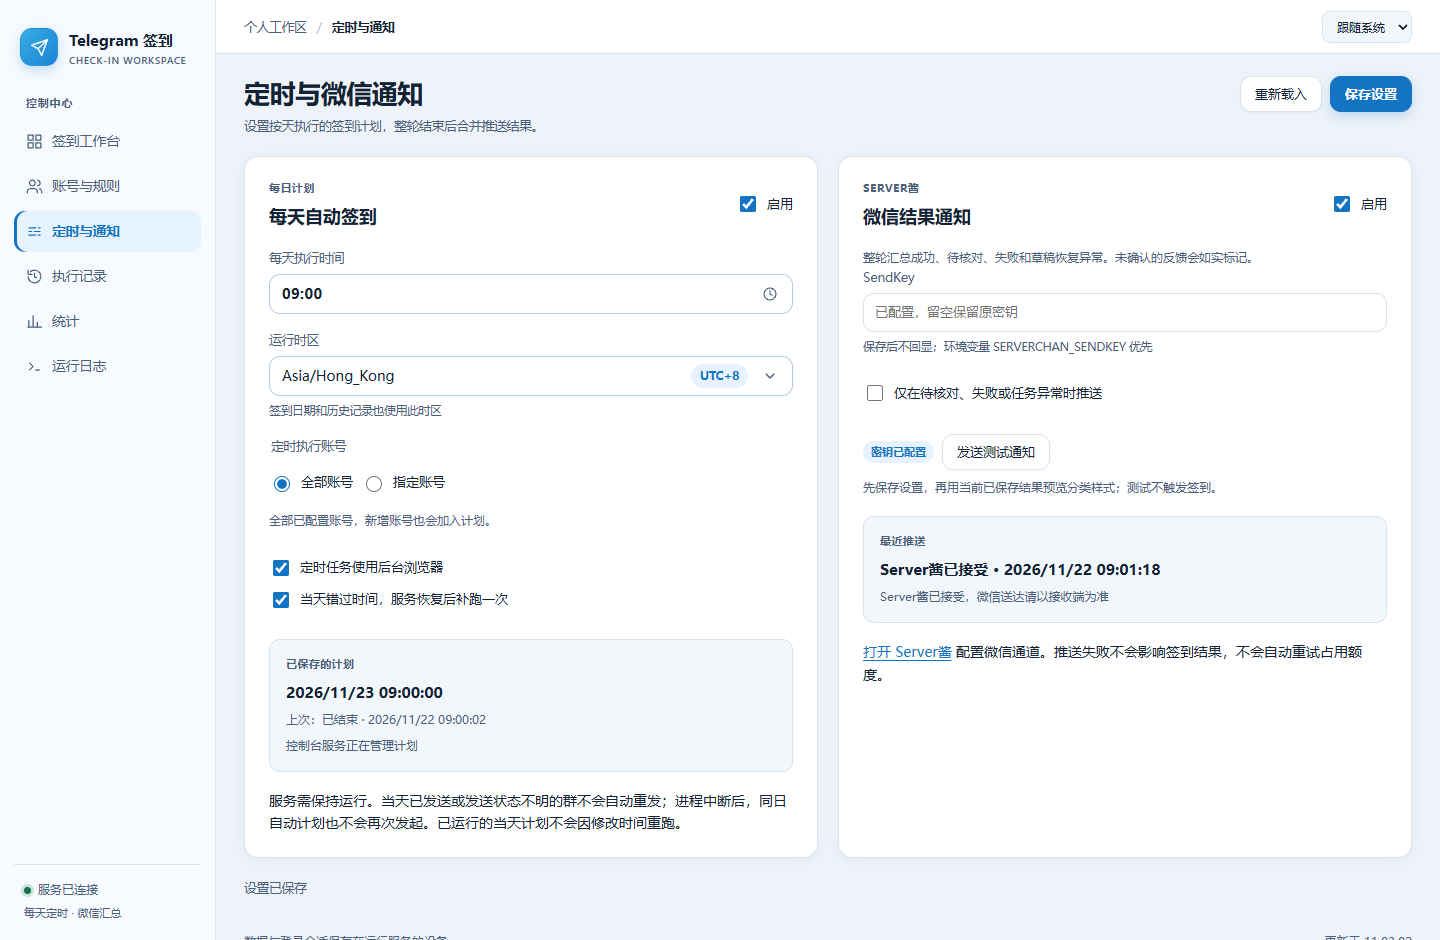 Telegram 签到
CHECK-IN WORKSPACE
控制中心
签到工作台
账号与规则
定时与通知
执行记录
统计
运行日志
服务已连接
每天定时 · 微信汇总
个人工作区 / 定时与通知
跟随系统
定时与微信通知
设置按天执行的签到计划，整轮结束后合并推送结果。
重新载入
保存设置
每日计划
每天自动签到
启用
每天执行时间
09:00
运行时区
Asia/Hong_Kong
UTC+8
签到日期和历史记录也使用此时区
定时执行账号
全部账号
指定账号
全部已配置账号，新增账号也会加入计划。
定时任务使用后台浏览器
当天错过时间，服务恢复后补跑一次
已保存的计划
2026/11/23 09:00:00
上次：已结束 · 2026/11/22 09:00:02
控制台服务正在管理计划
服务需保持运行。当天已发送或发送状态不明的群不会自动重发；进程中断后，同日
自动计划也不会再次发起。已运行的当天计划不会因修改时间重跑。
SERVER酱
微信结果通知
启用
整轮汇总成功、待核对、失败和草稿恢复异常。未确认的反馈会如实标记。
SendKey
已配置，留空保留原密钥
保存后不回显；环境变量 SERVERCHAN_SENDKEY 优先
仅在待核对、失败或任务异常时推送
密钥已配置
发送测试通知
先保存设置，再用当前已保存结果预览分类样式；测试不触发签到。
最近推送
Server酱已接受 • 2026/11/22 09:01:18
Server酱已接受，微信送达请以接收端为准
打开 Server酱 配置微信通道。推送失败不会影响签到结果，不会自动重试占用额
度。
设置已保存